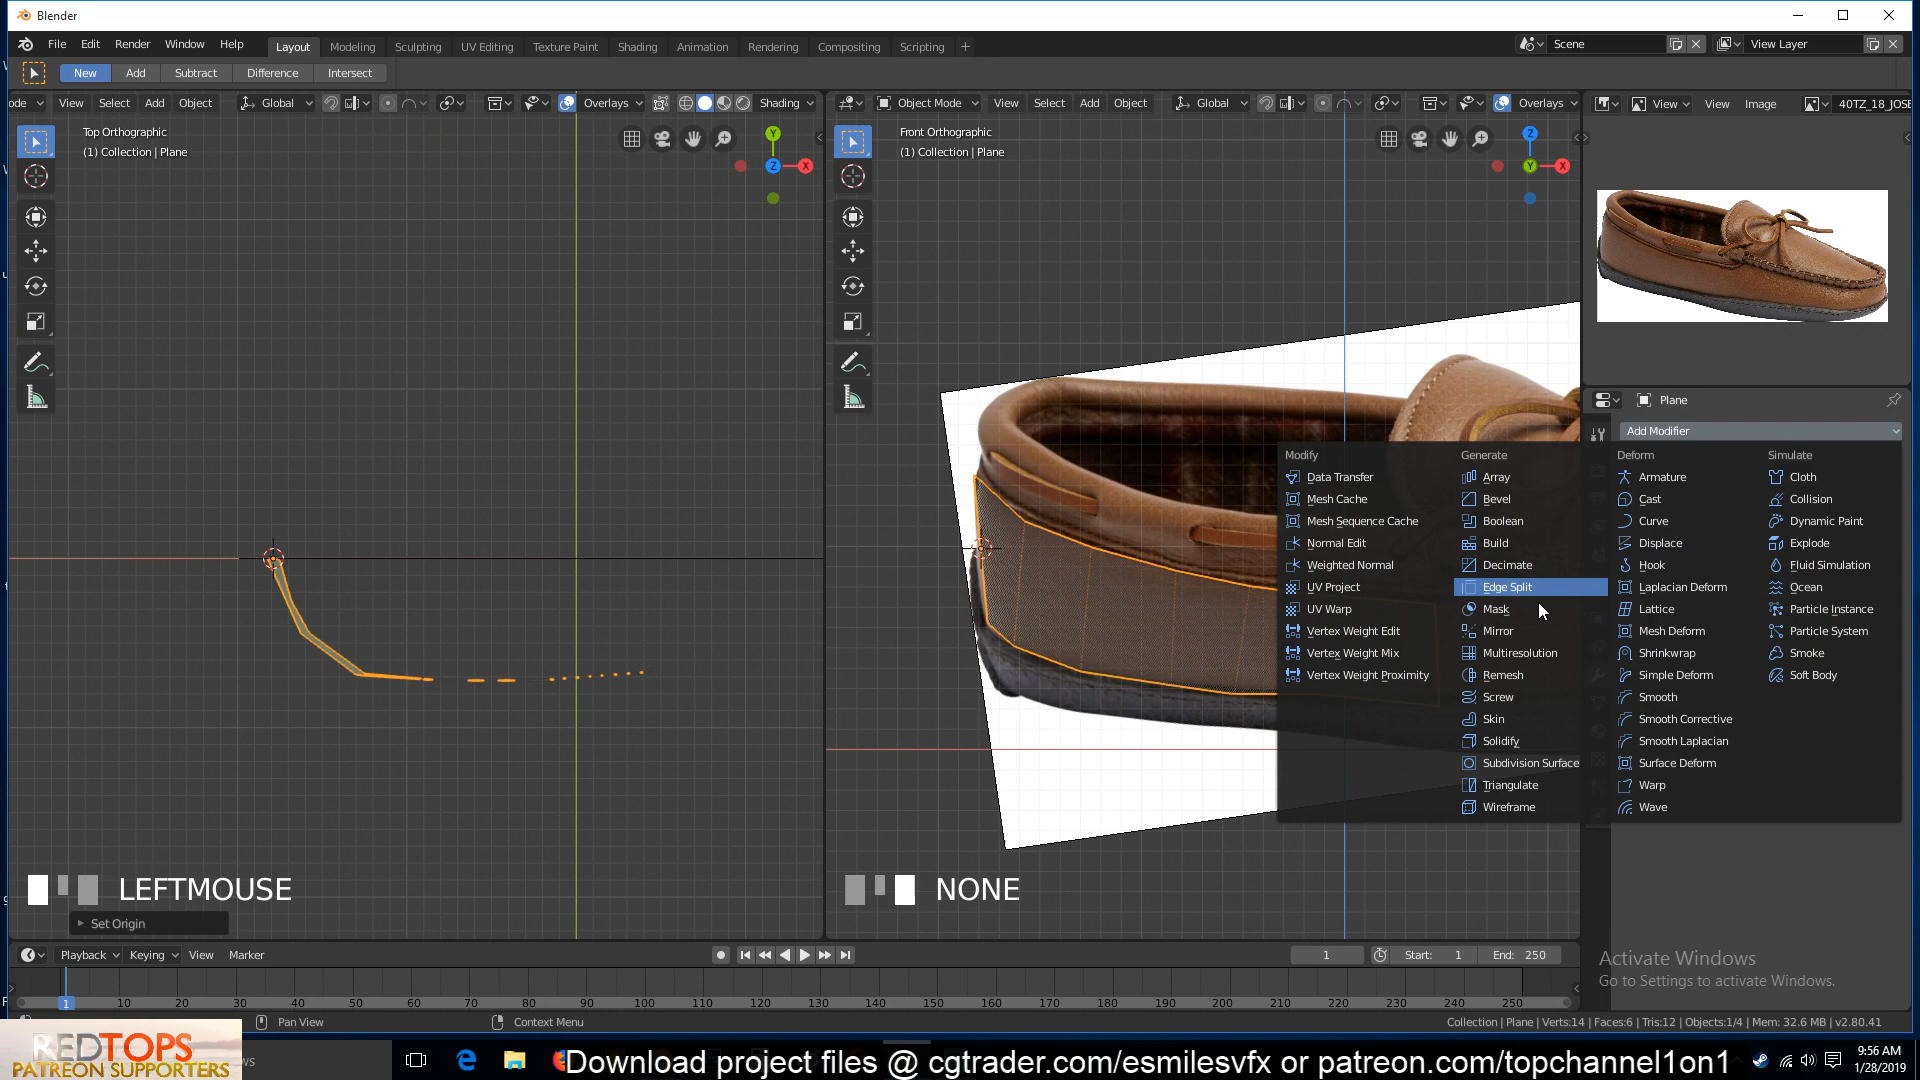 Blender
File Edit Render Window Help
Layout Modeling Sculpting UV Editing Texture Paint Shading Animation Rendering Compositing Scripting +
Scene
View Layer
New Add Subtract Difference Intersect
ode View Select Add Object Global Overlays Shading
Object Mode View Select Add Object Global Overlays
View View Image 40TZ_18_JOSE
Top Orthographic
(1) Collection | Plane
Y
Z
X
Front Orthographic
(1) Collection | Plane
Z
Y
X
Plane
Add Modifier
Modify
Data Transfer
Mesh Cache
Mesh Sequence Cache
Normal Edit
Weighted Normal
UV Project
UV Warp
Vertex Weight Edit
Vertex Weight Mix
Vertex Weight Proximity
Generate
Array
Bevel
Boolean
Build
Decimate
Edge Split
Mask
Mirror
Multiresolution
Remesh
Screw
Skin
Solidify
Subdivision Surface
Triangulate
Wireframe
Deform
Armature
Cast
Curve
Displace
Hook
Laplacian Deform
Lattice
Mesh Deform
Shrinkwrap
Simple Deform
Smooth
Smooth Corrective
Smooth Laplacian
Surface Deform
Warp
Wave
Simulate
Cloth
Collision
Dynamic Paint
Explode
Fluid Simulation
Ocean
Particle Instance
Particle System
Smoke
Soft Body
LEFTMOUSE
NONE
Set Origin
Playback Keying View Marker
1 Start: 1 End: 250
1 10 20 30 40 50 60 70 80 90 100 110 120 130 140 150 160 170 180 190 200 210 220 230 240 250
Activate Windows
Go to Settings to activate Windows.
Pan View Context Menu
Collection | Plane | Verts:14 | Faces:6 | Tris:12 | Objects:1/4 | Mem: 32.6 MB | v2.80.41
REDTOPS
PATREON SUPPORTERS
Download project files @ cgtrader.com/esmilesvfx or patreon.com/topchannel1on1
9:56 AM
1/28/2019